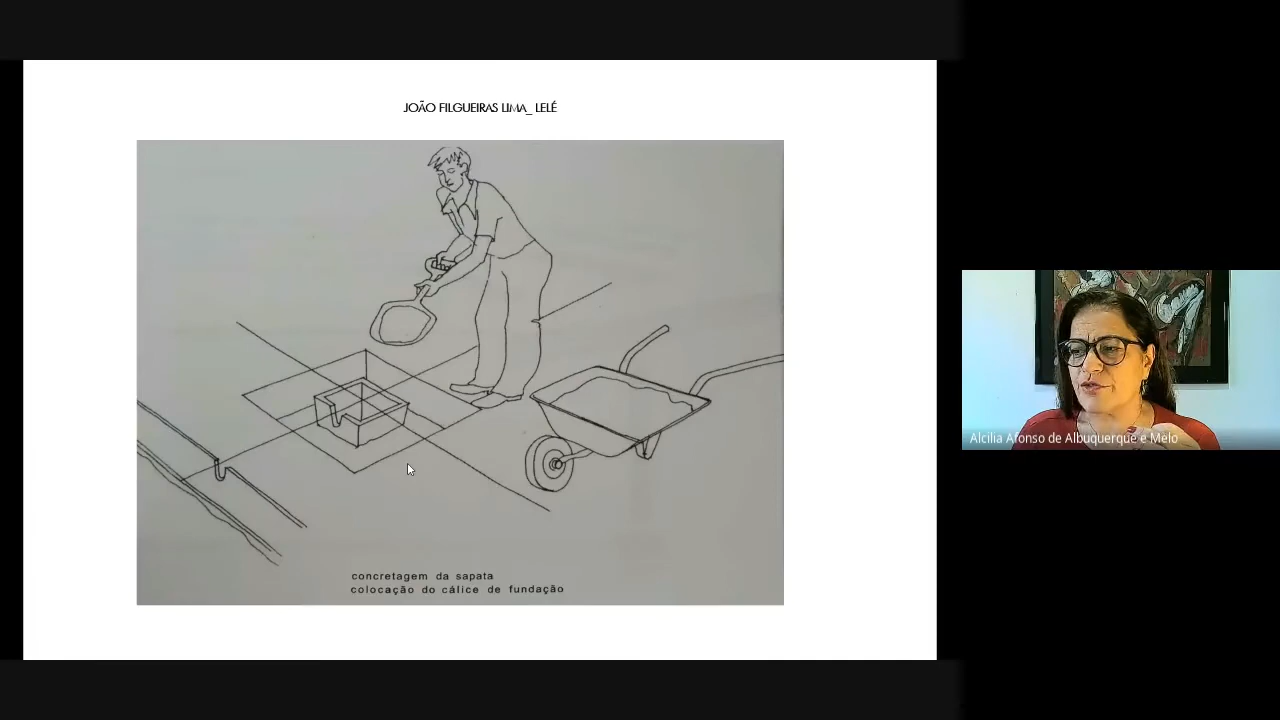 JOÃO FILGUEIRAS LIMA_ LELÉ
concretagem da sapata
colocação do cálice de fundação
Alcilia Afonso de Albuquerque e Melo